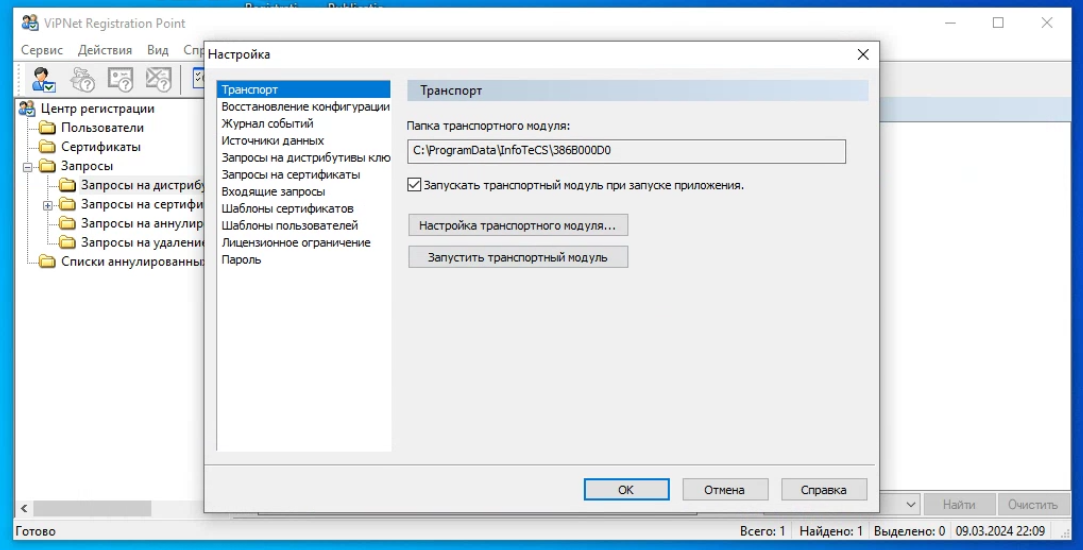 ViPNet Registration Point
Сервис Действия Вид Спр
Настройка
Центр регистрации
Пользователи
Сертификаты
Запросы
Запросы на дистрибу
Запросы на сертифи
Запросы на аннулир
Запросы на удалени
Списки аннулированны
Транспорт
Восстановление конфигурации
Журнал событий
Источники данных
Запросы на дистрибутивы клю
Запросы на сертификаты
Входящие запросы
Шаблоны сертификатов
Шаблоны пользователей
Лицензионное ограничение
Пароль
Транспорт
Папка транспортного модуля:
C:\ProgramData\InfoTeCS\386B000D0
Запускать транспортный модуль при запуске приложения.
Настройка транспортного модуля...
Запустить транспортный модуль
OK Отмена Справка
Найти Очистить
Готово Всего: 1 Найдено: 1 Выделено: 0 09.03.2024 22:09